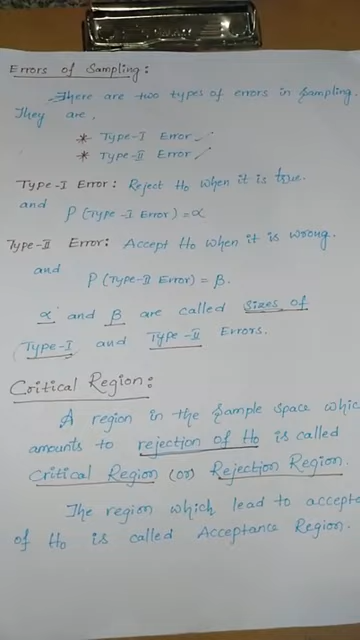 Errors of Sampling:
There are two types of errors in Sampling.
They are,
* Type-I Error
* Type-II Error
Type-I Error: Reject H₀ when it is true.
and
P(Type-I Error) = α
Type-II Error: Accept H₀ when it is wrong.
and
P(Type-II Error) = β.
α and β are called sizes of
Type-I and Type-II Errors.
Critical Region:
A region in the Sample space whic
amounts to rejection of H₀ is called
Critical Region (or) Rejection Region.
The region which lead to accepta
of H₀ is called Acceptance Region.